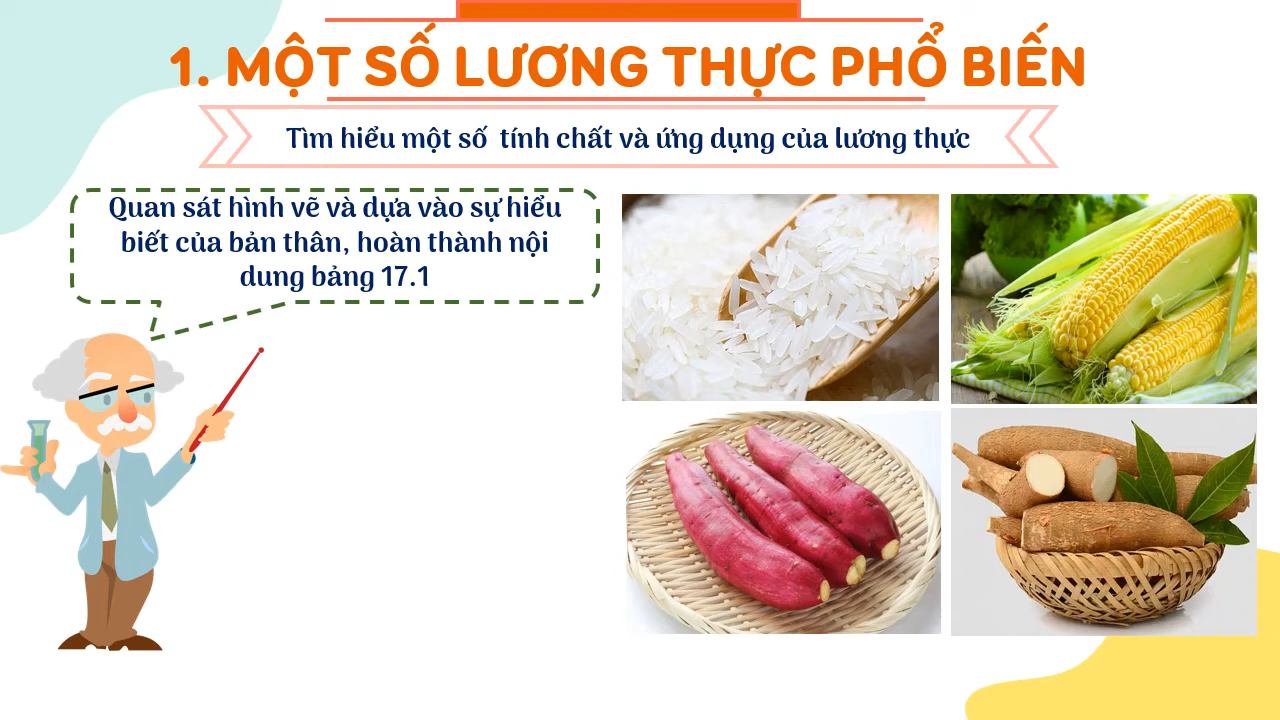 1. MỘT SỐ LƯƠNG THỰC PHỔ BIẾN
Tìm hiểu một số tính chất và ứng dụng của lương thực
Quan sát hình vẽ và dựa vào sự hiểu
biết của bản thân, hoàn thành nội
dung bảng 17.1